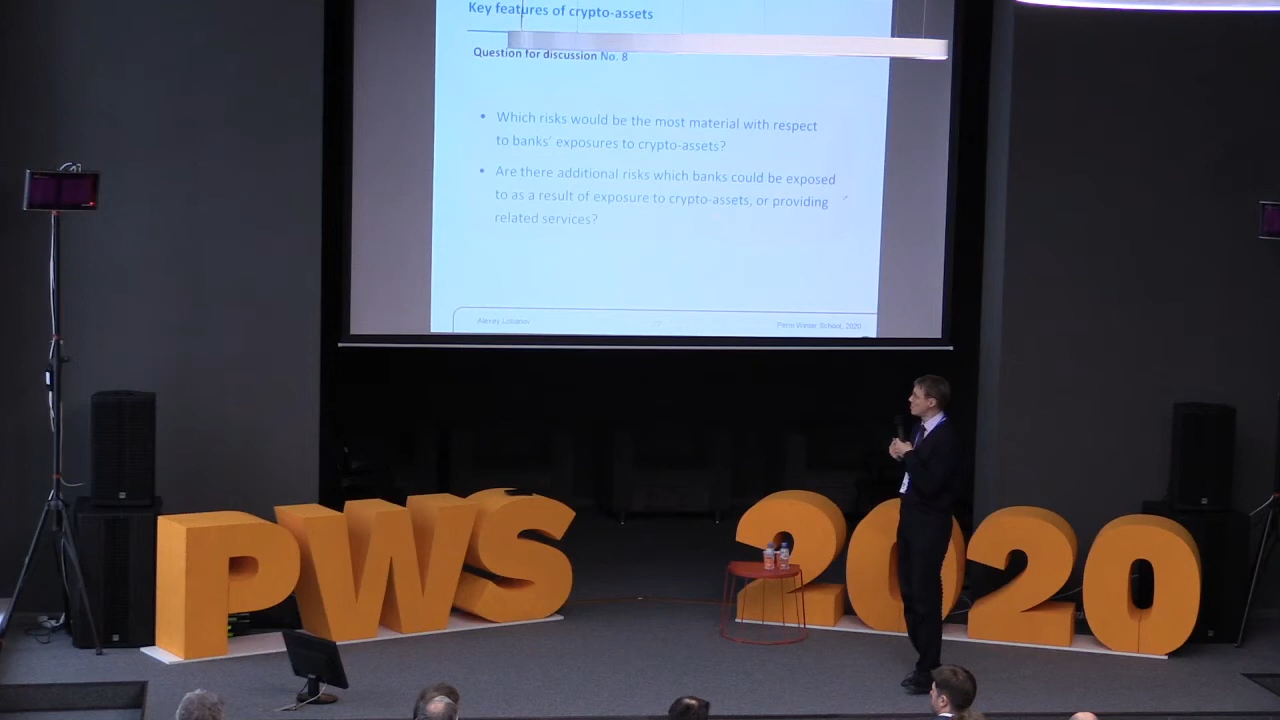 Key features of crypto-assets
Question for discussion No. 8
• Which risks would be the most material with respect
to banks' exposures to crypto-assets?
• Are there additional risks which banks could be exposed
to as a result of exposure to crypto-assets, or providing
related services?
Alexey Lobanov
Perm Winter School, 2020
PWS 2020